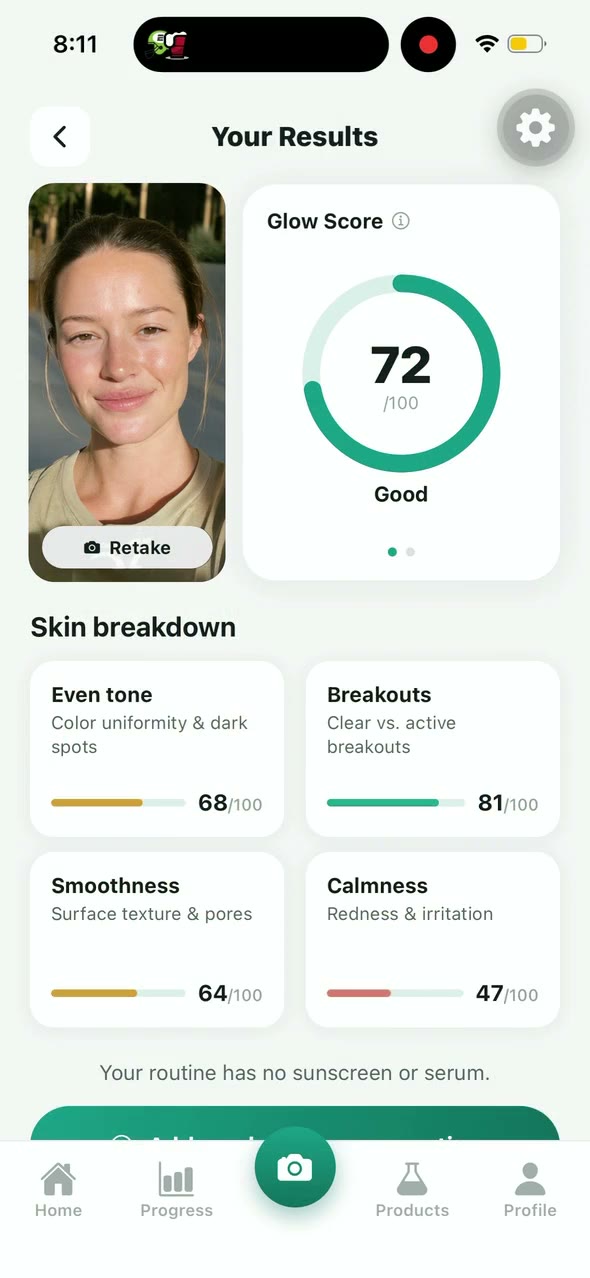 8:11
Your Results
Glow Score
72
/100
Good
Retake
Skin breakdown
Even tone
Color uniformity & dark
spots
68/100
Breakouts
Clear vs. active
breakouts
81/100
Smoothness
Surface texture & pores
64/100
Calmness
Redness & irritation
47/100
Your routine has no sunscreen or serum.
Home
Progress
Products
Profile